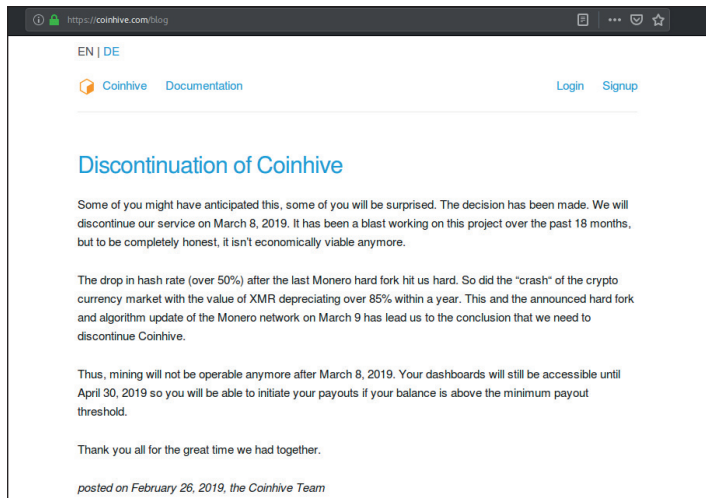 https://coinhive.com/blog
EN | DE
Coinhive Documentation Login Signup
Discontinuation of Coinhive
Some of you might have anticipated this, some of you will be surprised. The decision has been made. We will
discontinue our service on March 8, 2019. It has been a blast working on this project over the past 18 months,
but to be completely honest, it isn't economically viable anymore.
The drop in hash rate (over 50%) after the last Monero hard fork hit us hard. So did the “crash“ of the crypto
currency market with the value of XMR depreciating over 85% within a year. This and the announced hard fork
and algorithm update of the Monero network on March 9 has lead us to the conclusion that we need to
discontinue Coinhive.
Thus, mining will not be operable anymore after March 8, 2019. Your dashboards will still be accessible until
April 30, 2019 so you will be able to initiate your payouts if your balance is above the minimum payout
threshold.
Thank you all for the great time we had together.
posted on February 26, 2019, the Coinhive Team